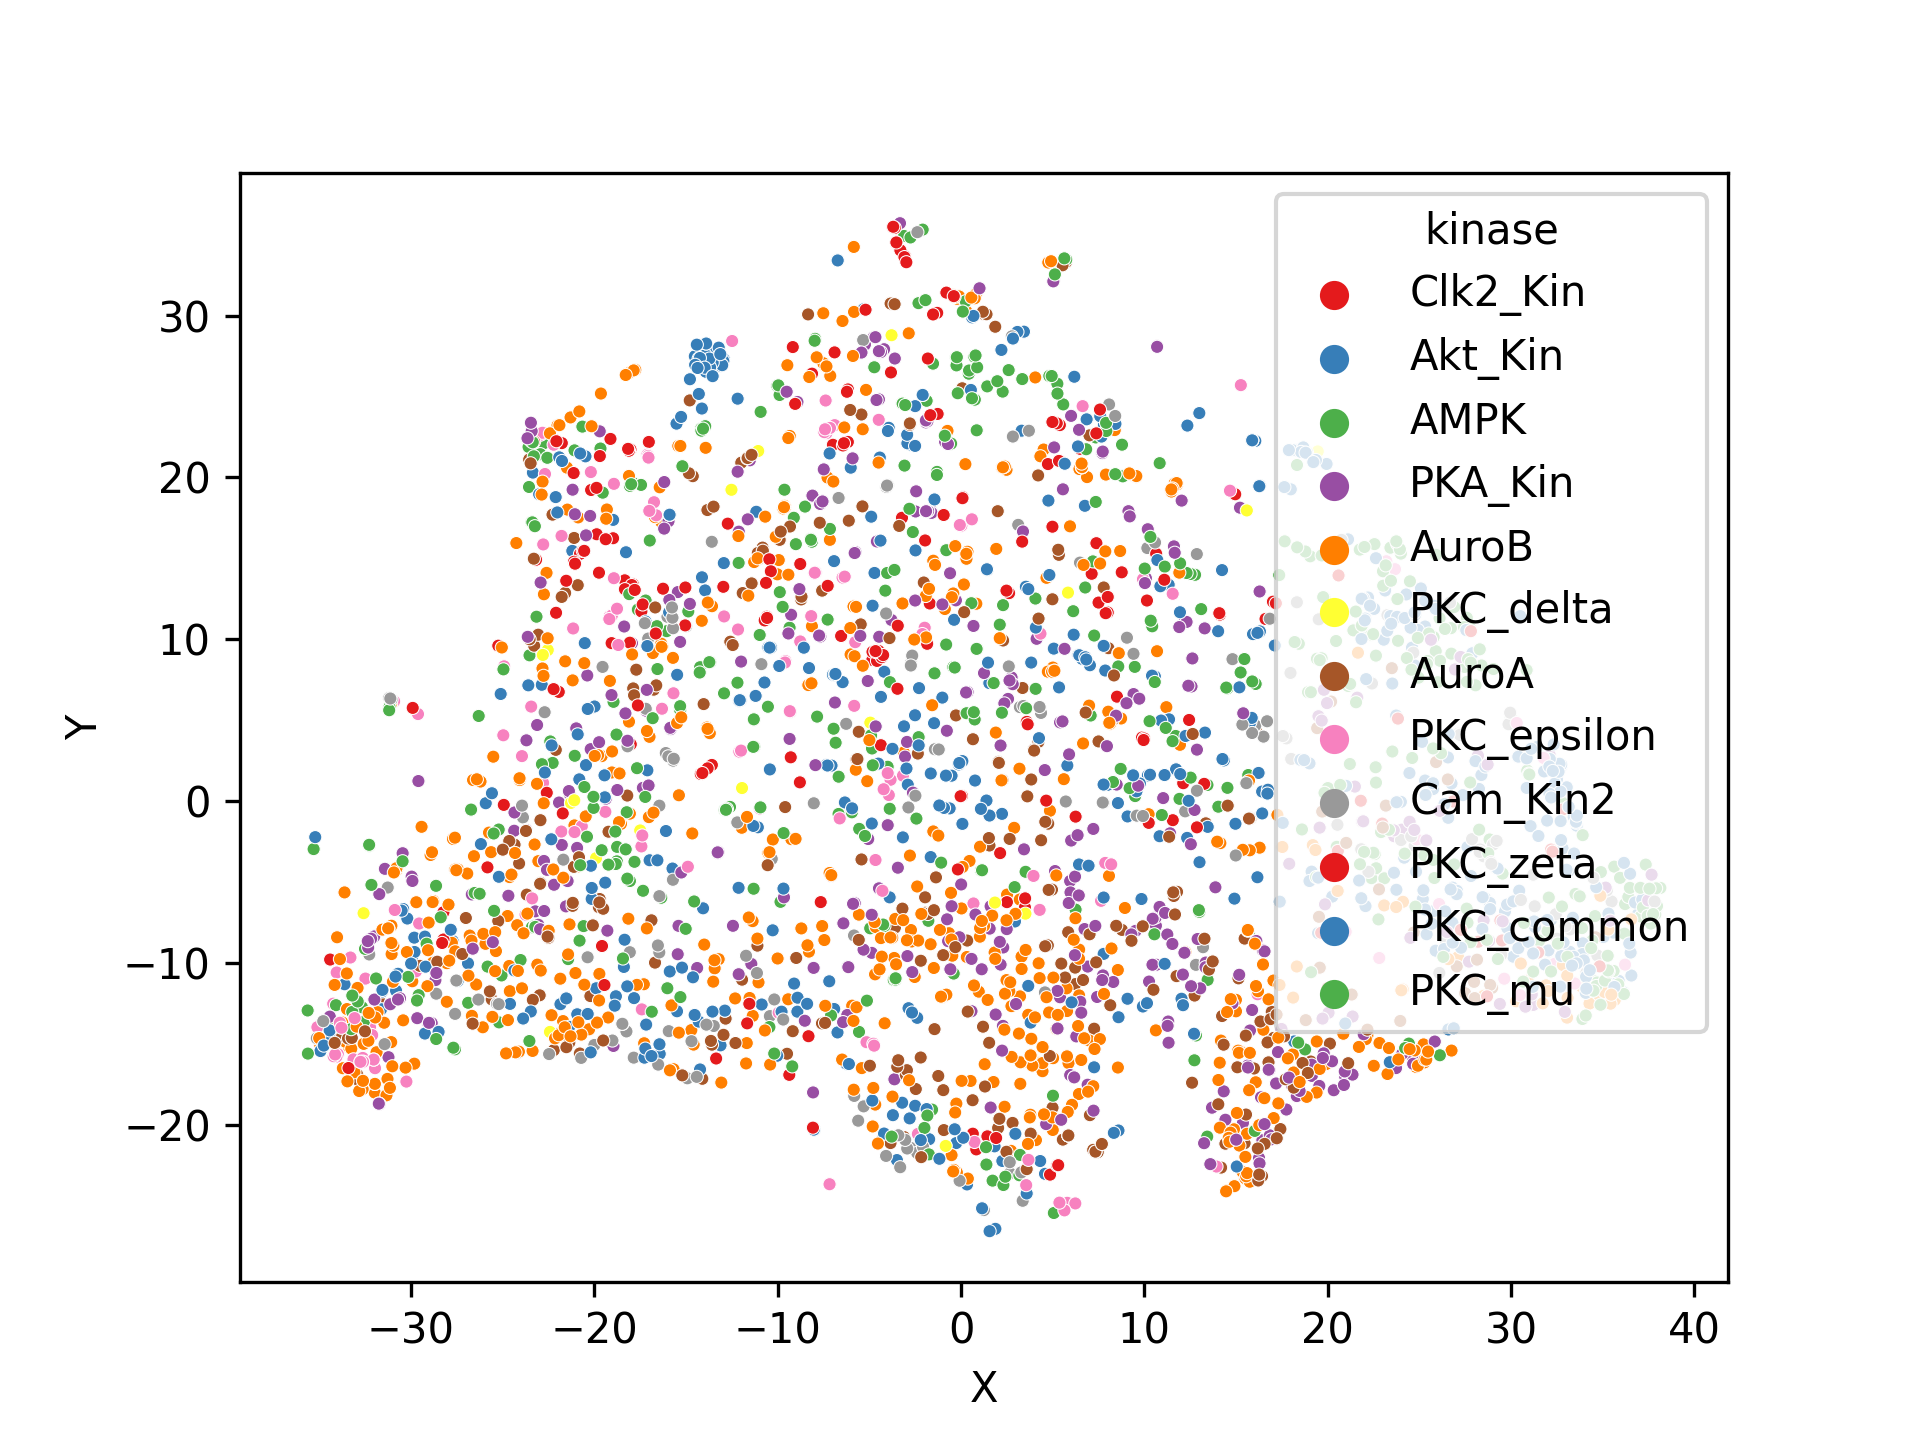 kinase
Clk2_Kin
Akt_Kin
AMPK
PKA_Kin
AuroB
PKC_delta
AuroA
PKC_epsilon
Cam_Kin2
PKC_zeta
PKC_common
PKC_mu
Y
30
20
10
0
−10
−20
−30 −20 −10 0 10 20 30 40
X